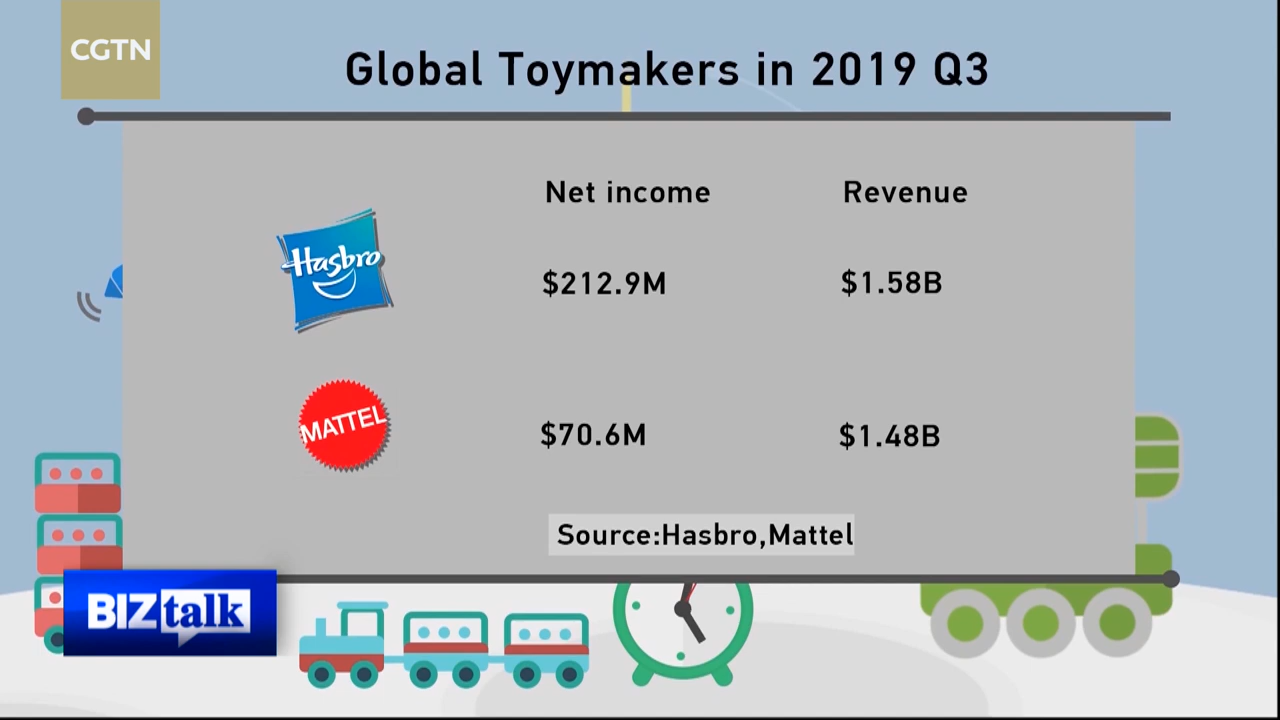 CGTN
Global Toymakers in 2019 Q3
Net income Revenue
Hasbro
$212.9M $1.58B
MATTEL
$70.6M $1.48B
Source:Hasbro,Mattel
BIZtalk